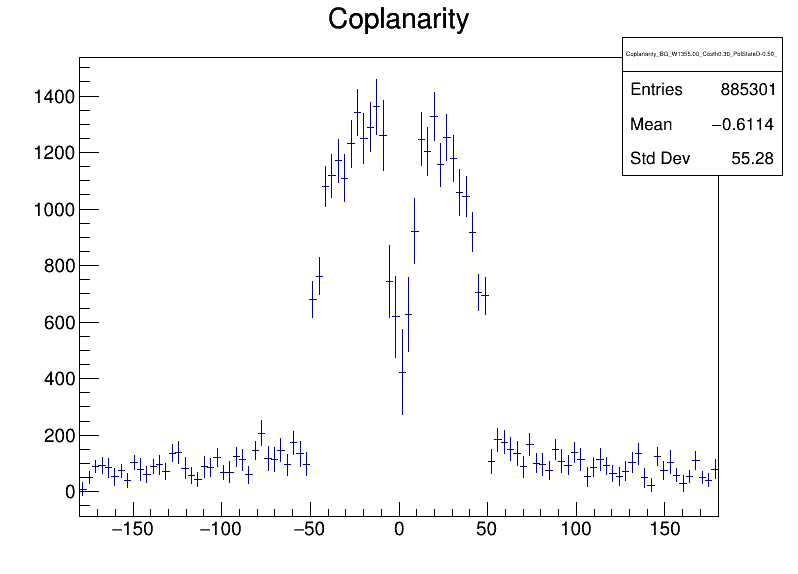 Coplanarity
Coplanarity_BG_W1355.00_Costh0.30_PolStateD-0.50_
Entries 885301
Mean −0.6114
Std Dev 55.28
1400
1200
1000
800
600
400
200
0
−150 −100 −50 0 50 100 150